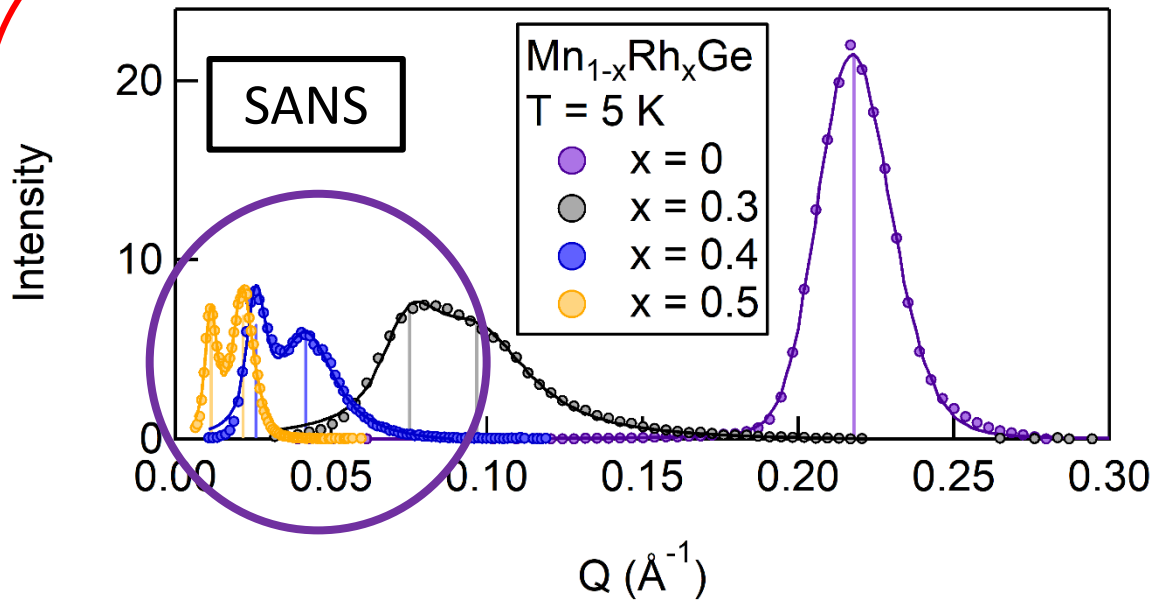 20
10
0
Intensity
SANS
Mn₁₋ₓRhₓGe
T = 5 K
x = 0
x = 0.3
x = 0.4
x = 0.5
0.00 0.05 0.10 0.15 0.20 0.25 0.30
Q (Å⁻¹)